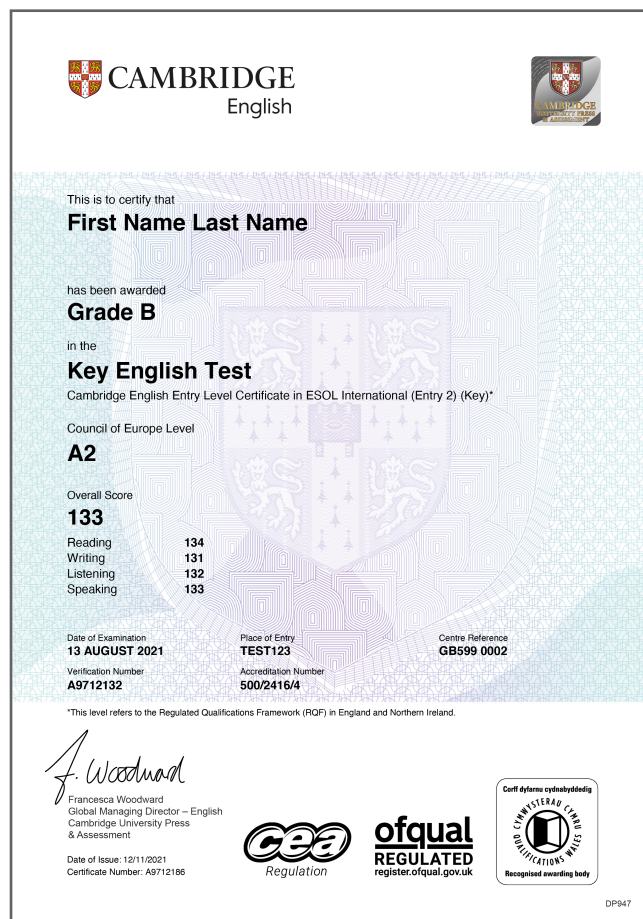 CAMBRIDGE
English
CAMBRIDGE
UNIVERSITY PRESS
& ASSESSMENT
This is to certify that
First Name Last Name
has been awarded
Grade B
in the
Key English Test
Cambridge English Entry Level Certificate in ESOL International (Entry 2) (Key)*
Council of Europe Level
A2
Overall Score
133
Reading 134
Writing 131
Listening 132
Speaking 133
Date of Examination Place of Entry Centre Reference
13 AUGUST 2021 TEST123 GB599 0002
Verification Number Accreditation Number
A9712132 500/2416/4
*This level refers to the Regulated Qualifications Framework (RQF) in England and Northern Ireland.
F. Woodward
Francesca Woodward
Global Managing Director – English
Cambridge University Press
& Assessment
Date of Issue: 12/11/2021
Certificate Number: A9712186
cea
Regulation
ofqual
REGULATED
register.ofqual.gov.uk
Corff dyfarnu cydnabyddedig
CYMWYSTERAU CYMRU
QUALIFICATIONS WALES
Recognised awarding body
DP947